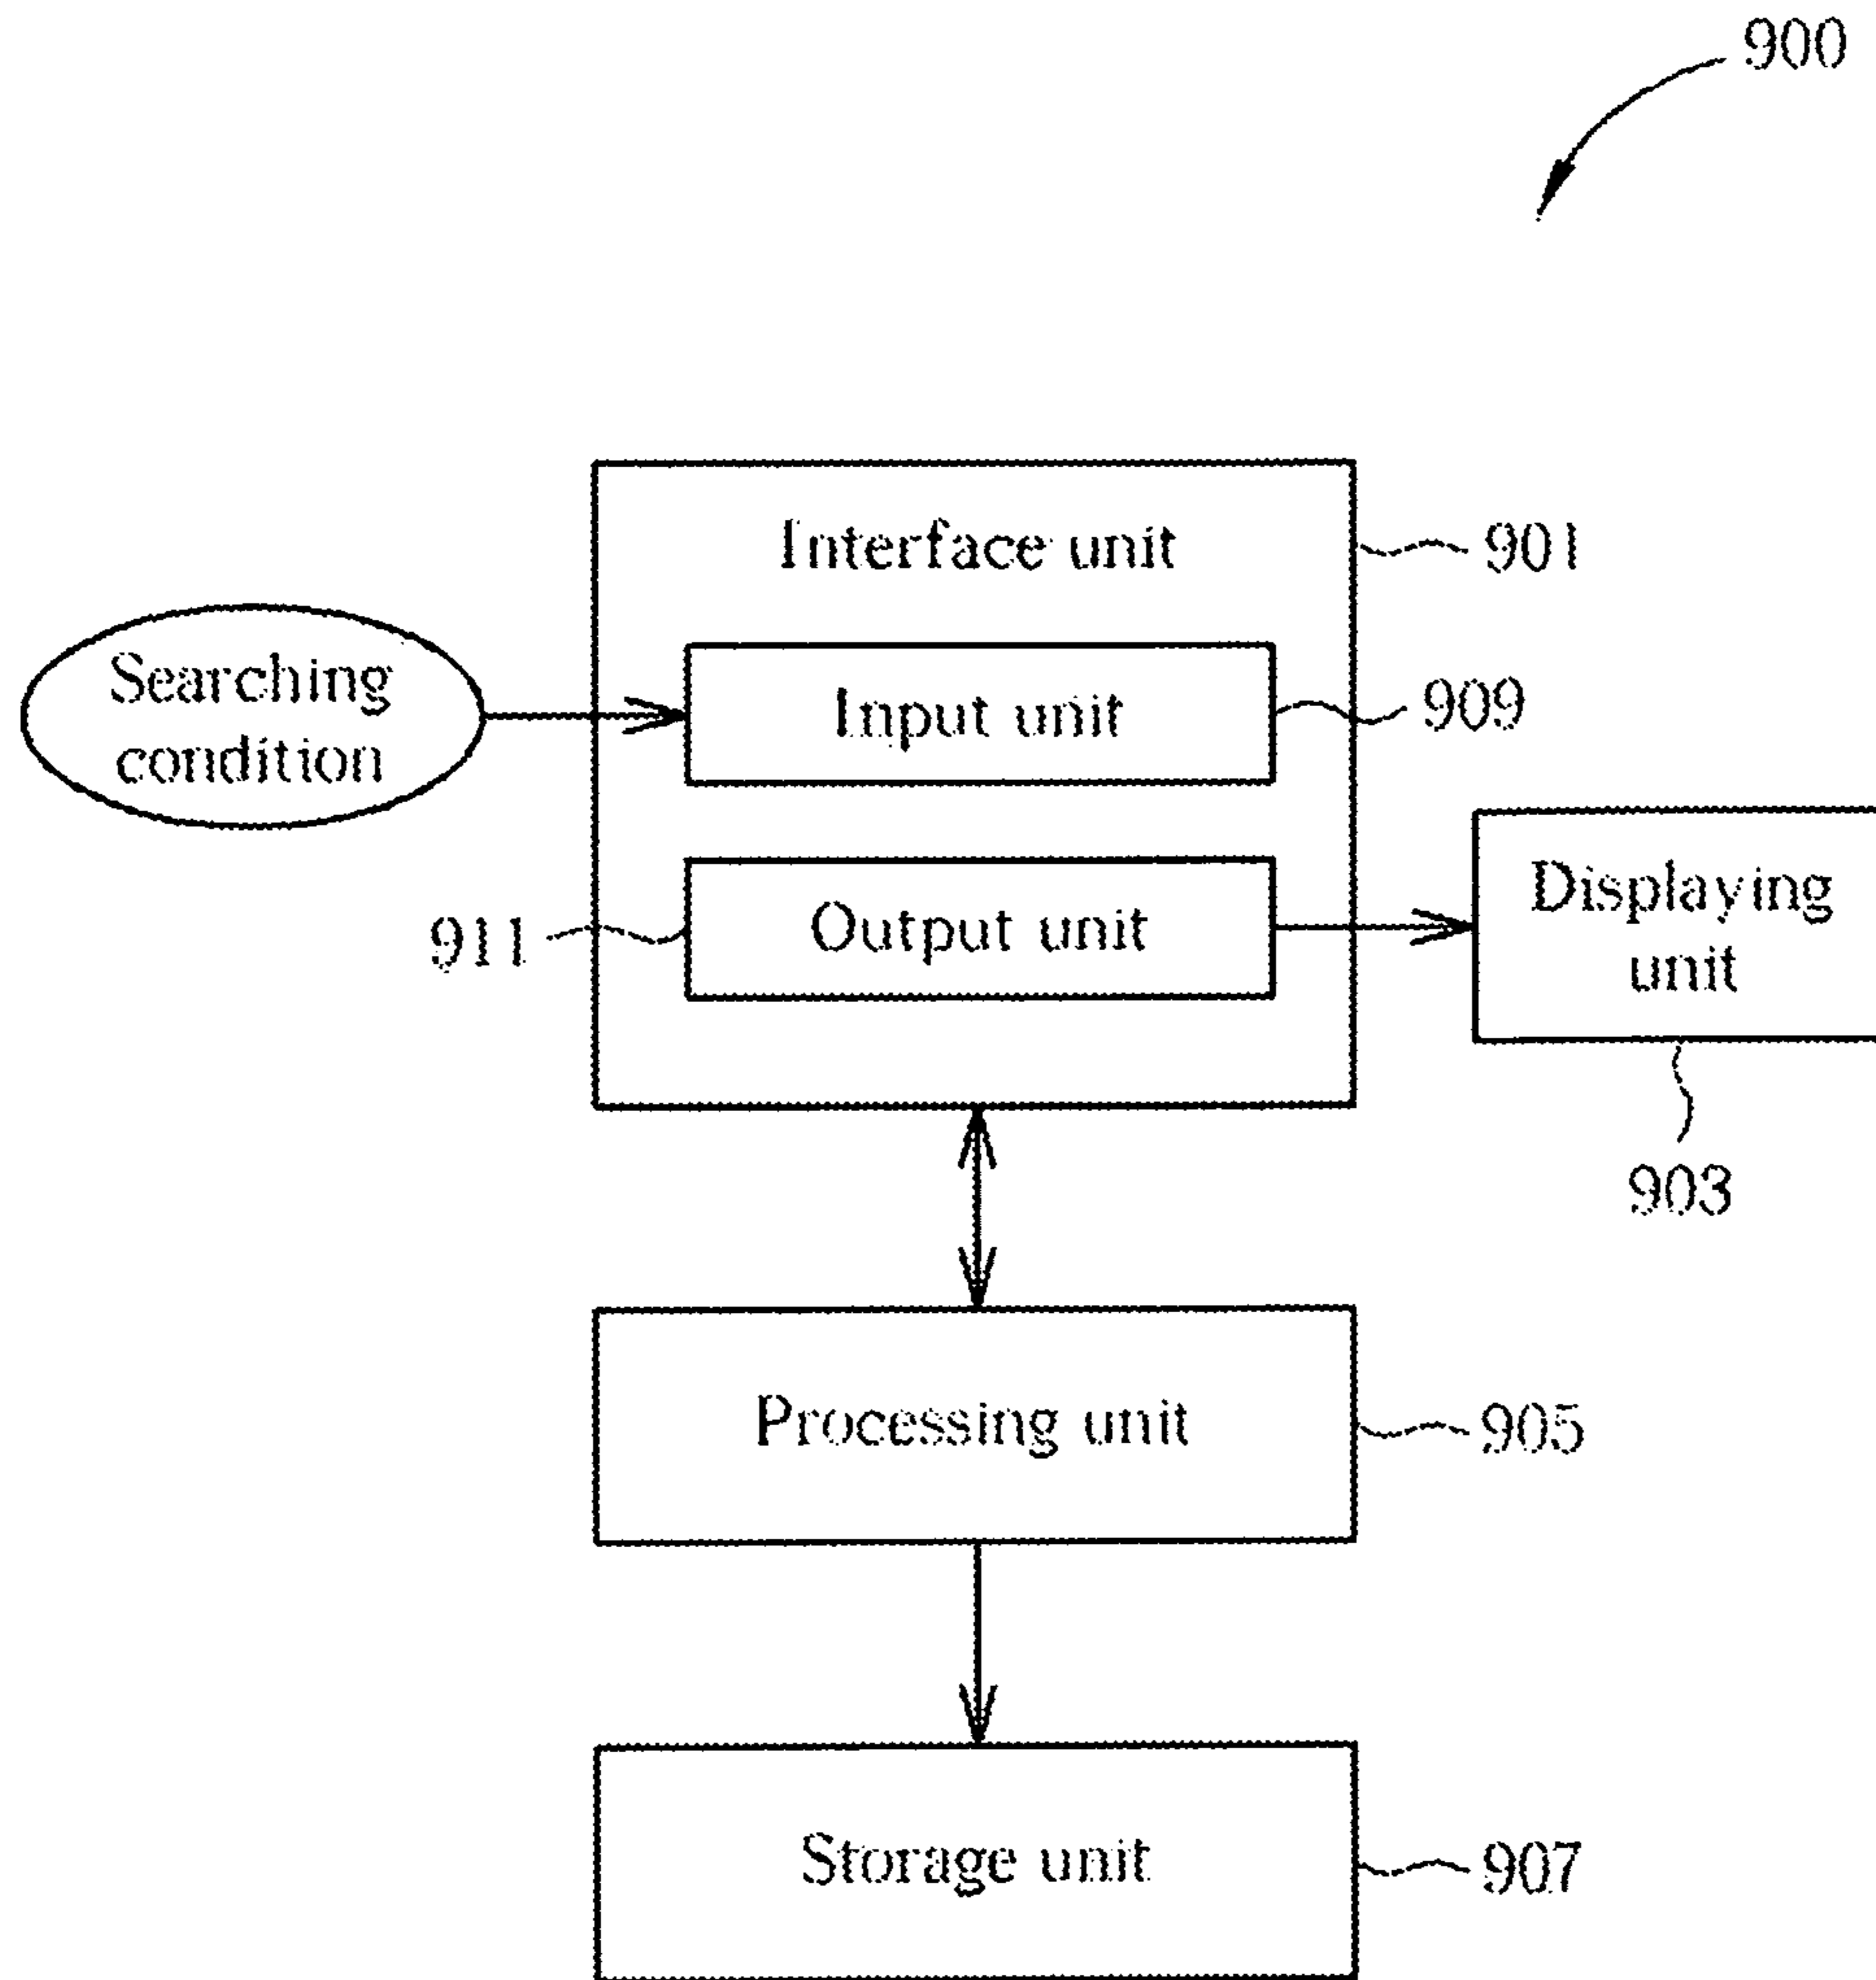 900
Interface unit
901
Searching
condition
Input unit
909
Output unit
911
Displaying
unit
903
Processing unit
905
Storage unit
907